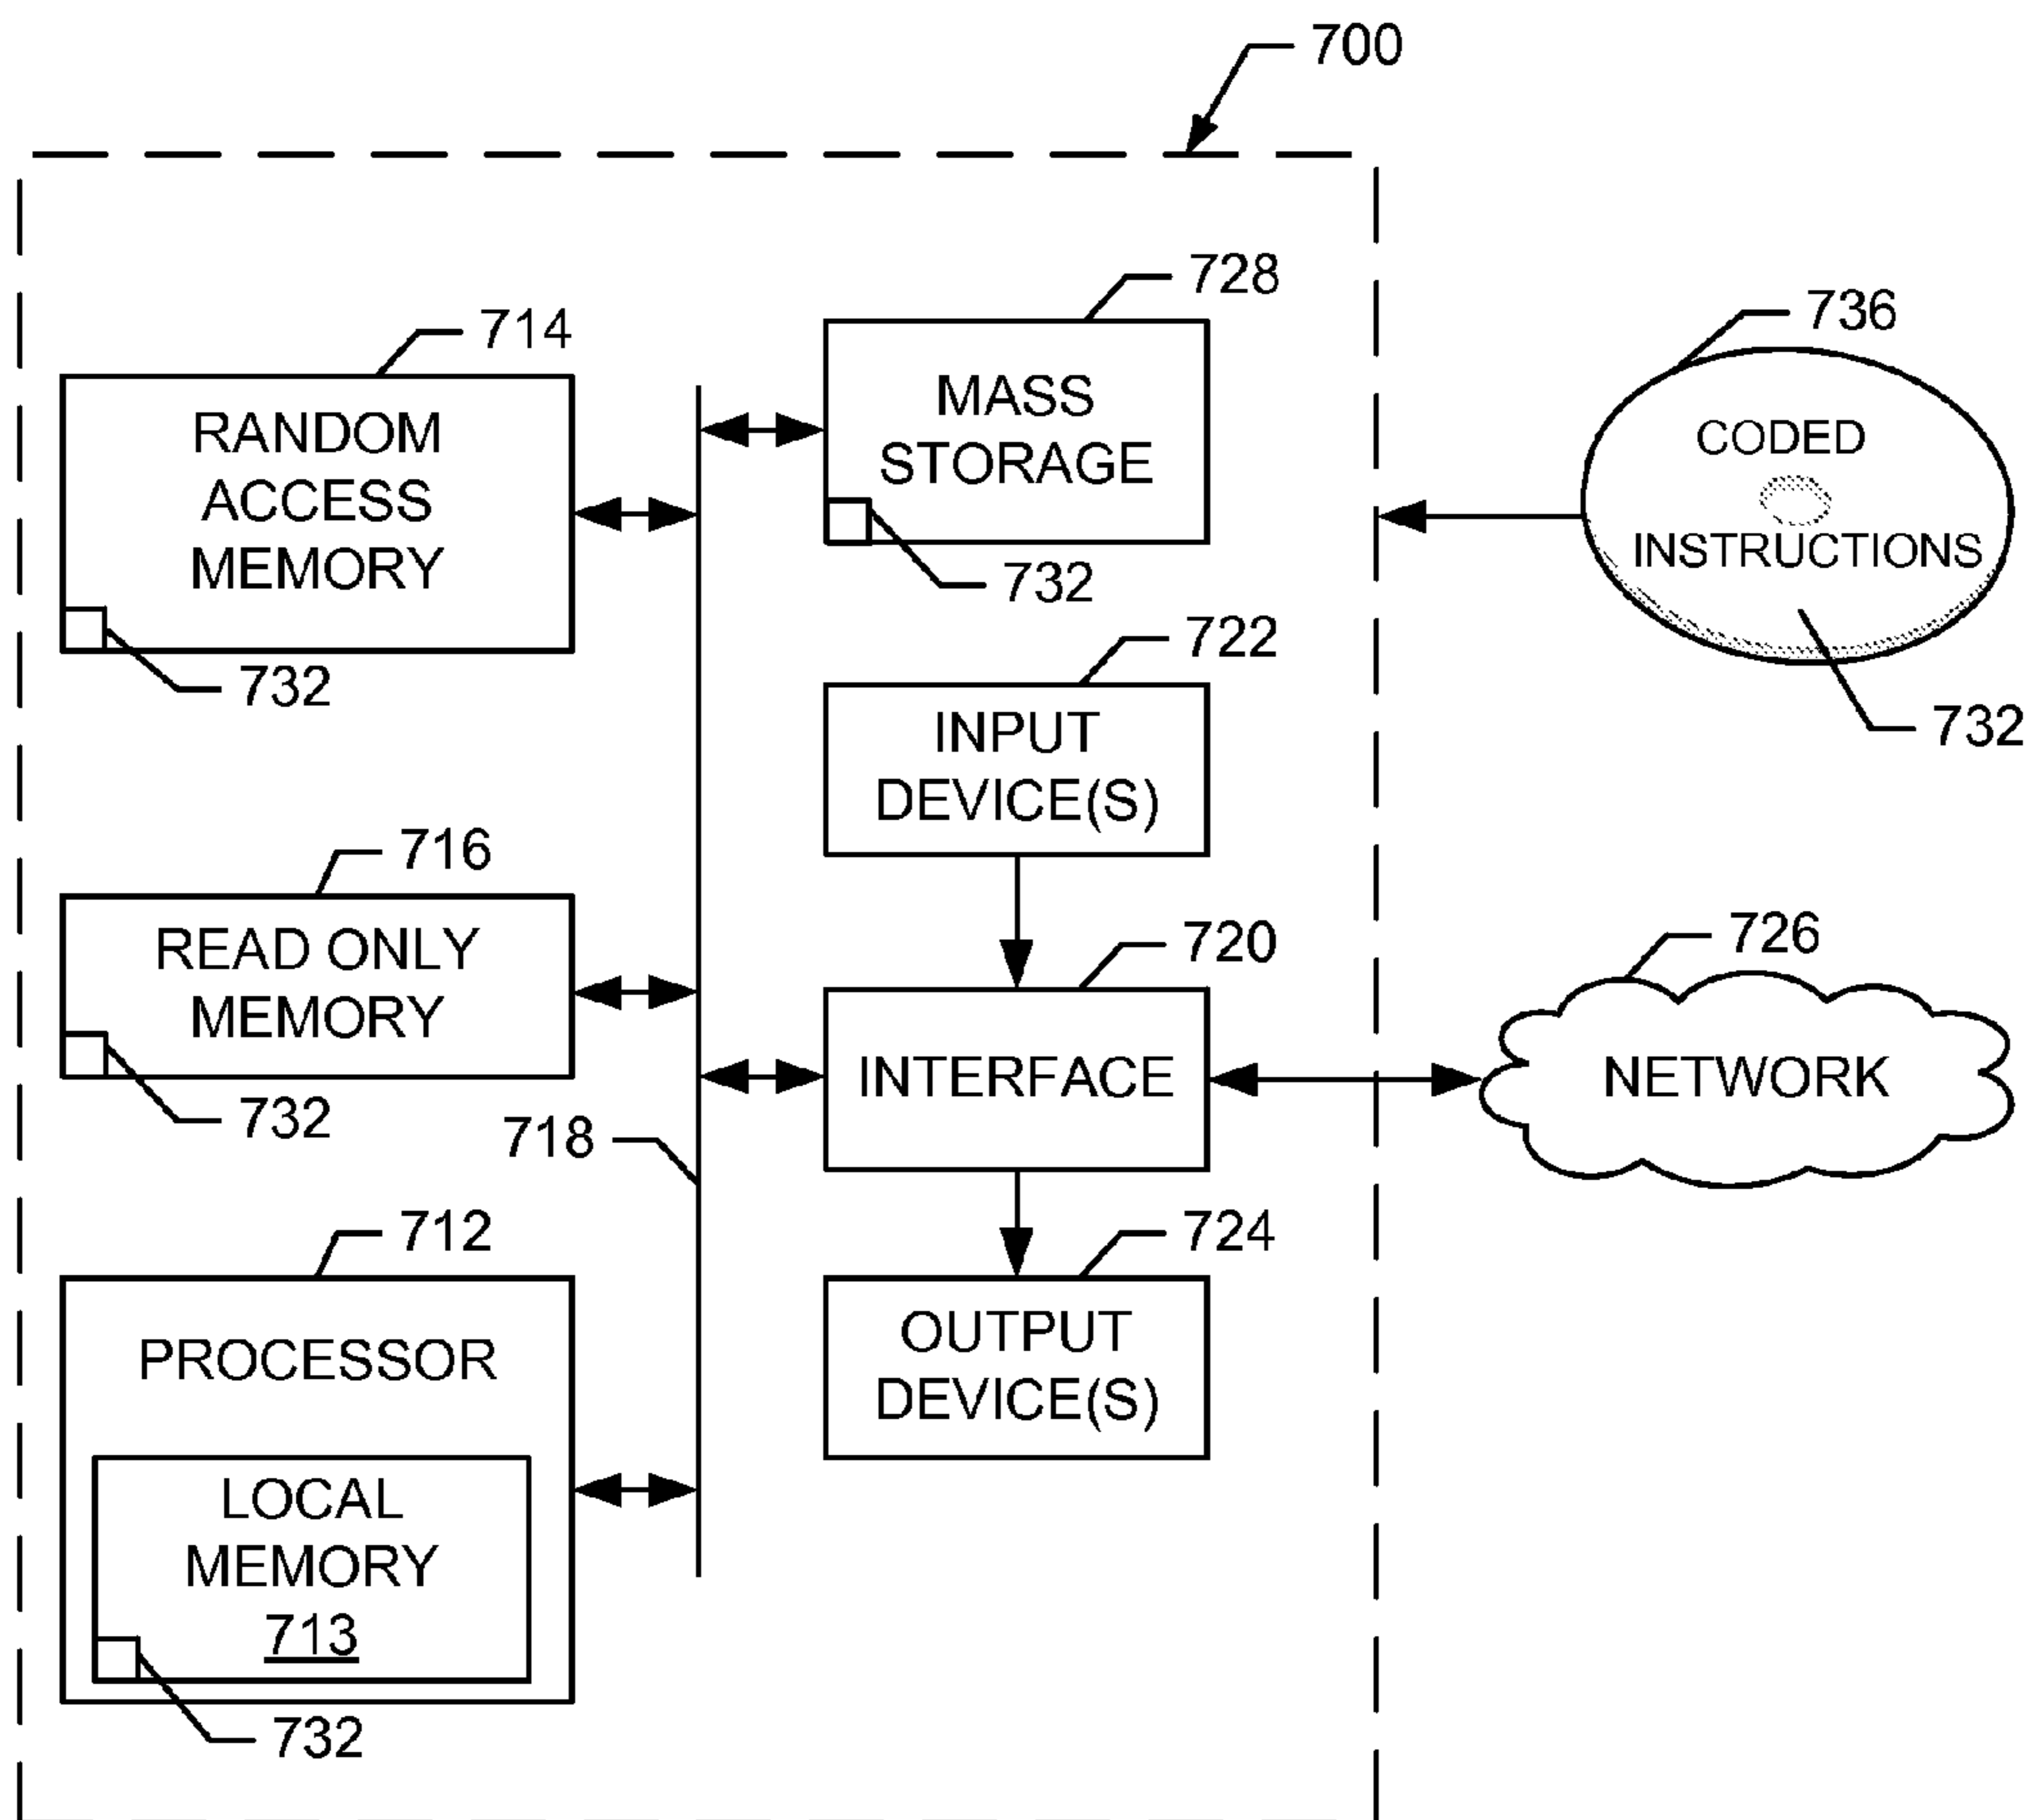 700
728
714
736
MASS
STORAGE
RANDOM
ACCESS
MEMORY
CODED
INSTRUCTIONS
732
722
732
732
INPUT
DEVICE(S)
716
READ ONLY
MEMORY
720
726
INTERFACE
NETWORK
732
718
712
724
PROCESSOR
OUTPUT
DEVICE(S)
LOCAL
MEMORY
713
732